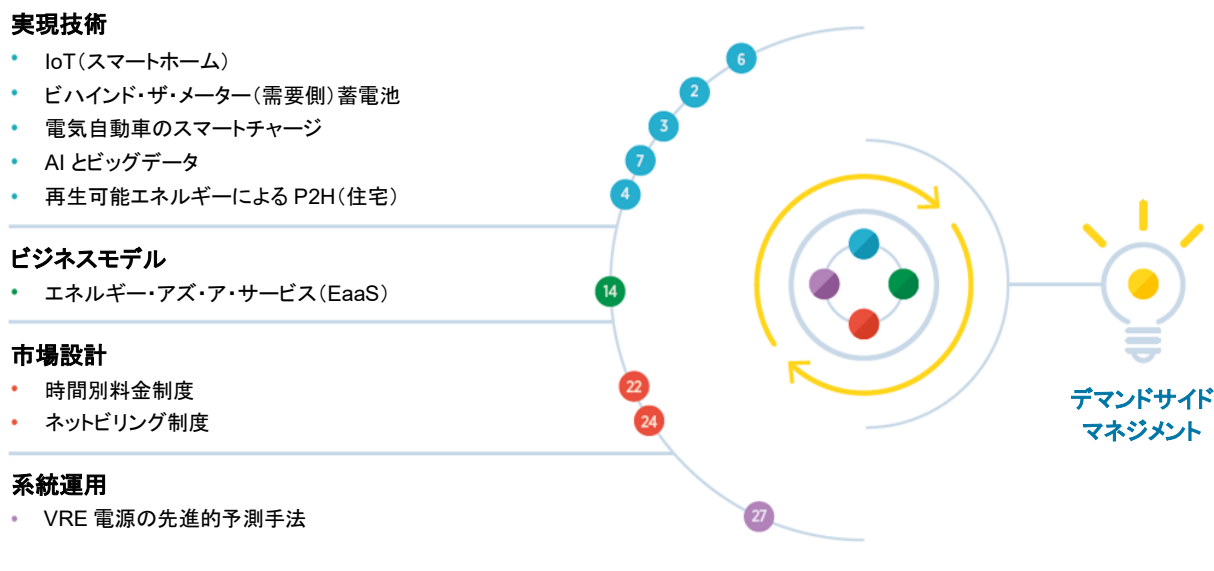 実現技術
• IoT(スマートホーム)
• ビハインド・ザ・メーター(需要側)蓄電池
• 電気自動車のスマートチャージ
• AI とビッグデータ
• 再生可能エネルギーによる P2H(住宅)
ビジネスモデル
• エネルギー・アズ・ア・サービス(EaaS)
市場設計
• 時間別料金制度
• ネットビリング制度
系統運用
• VRE 電源の先進的予測手法
6
2
3
7
4
14
22
24
27
デマンドサイド
マネジメント